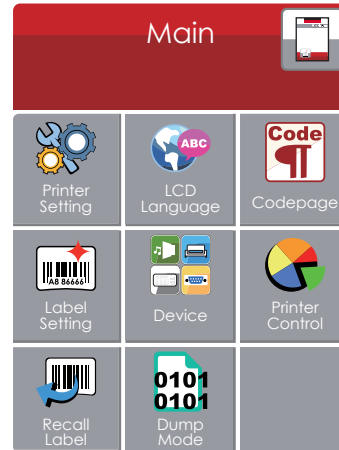 Main
ABC
Code
Printer
Setting
LCD
Language
Codepage
AB 86666
Label
Setting
Device
Printer
Control
0101
0101
Recall
Label
Dump
Mode